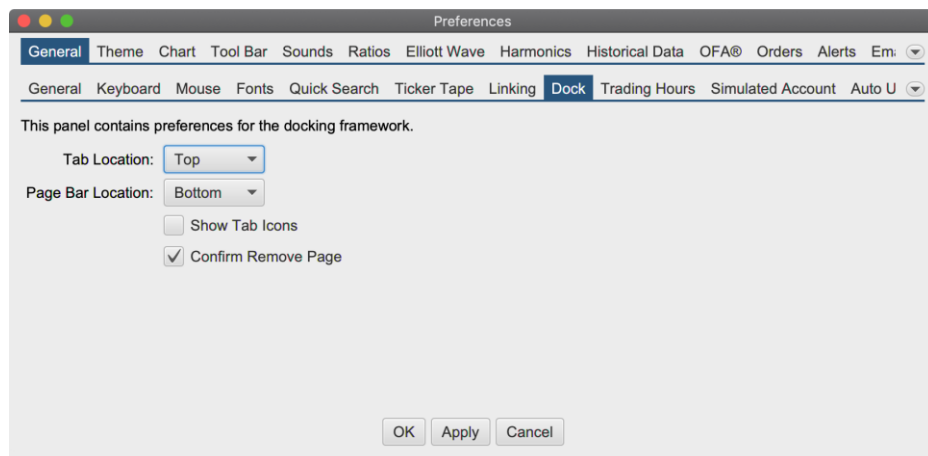 Preferences
General Theme Chart Tool Bar Sounds Ratios Elliott Wave Harmonics Historical Data OFA® Orders Alerts
General Keyboard Mouse Fonts Quick Search Ticker Tape Linking Dock Trading Hours Simulated Account Auto U
This panel contains preferences for the docking framework.
Tab Location: Top
Page Bar Location: Bottom
Show Tab Icons
Confirm Remove Page
OK Apply Cancel